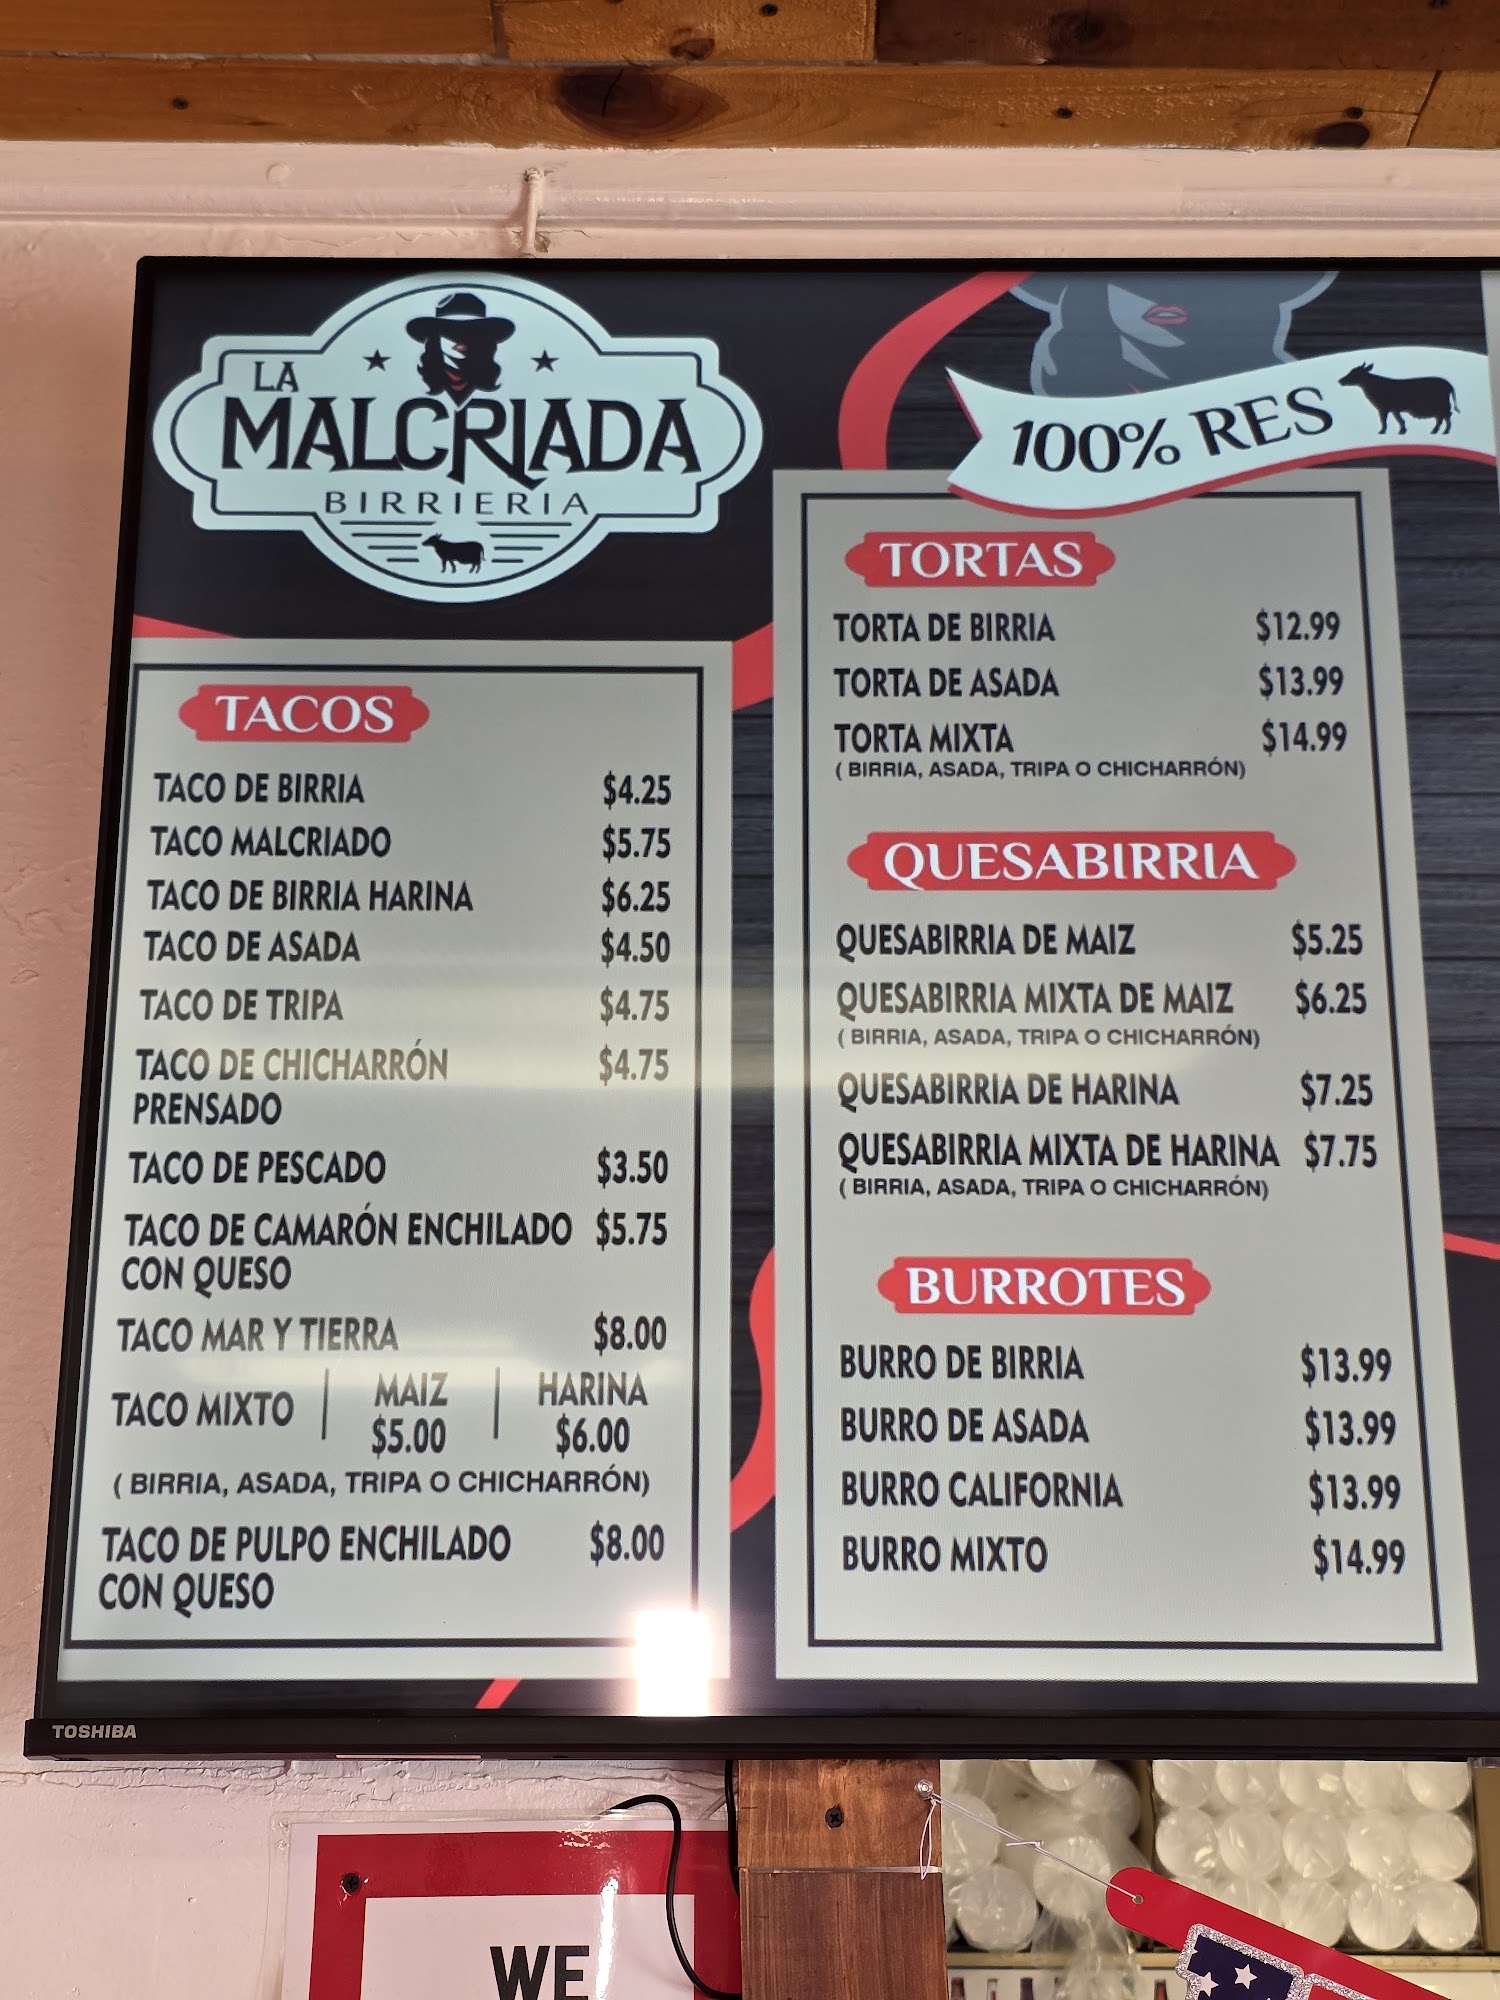 LA
MALCRIADA
BIRRIERIA
TACOS
TACO DE BIRRIA $4.25
TACO MALCRIADO $5.75
TACO DE BIRRIA HARINA $6.25
TACO DE ASADA $4.50
TACO DE TRIPA $4.75
TACO DE CHICHARRÓN $4.75
PRENSADO
TACO DE PESCADO $3.50
TACO DE CAMARÓN ENCHILADO $5.75
CON QUESO
TACO MAR Y TIERRA $8.00
TACO MIXTO | MAIZ | HARINA
$5.00 $6.00
( BIRRIA, ASADA, TRIPA O CHICHARRÓN)
TACO DE PULPO ENCHILADO $8.00
CON QUESO
100% RES
TORTAS
TORTA DE BIRRIA $12.99
TORTA DE ASADA $13.99
TORTA MIXTA $14.99
( BIRRIA, ASADA, TRIPA O CHICHARRÓN)
QUESABIRRIA
QUESABIRRIA DE MAIZ $5.25
QUESABIRRIA MIXTA DE MAIZ $6.25
( BIRRIA, ASADA, TRIPA O CHICHARRÓN)
QUESABIRRIA DE HARINA $7.25
QUESABIRRIA MIXTA DE HARINA $7.75
( BIRRIA, ASADA, TRIPA O CHICHARRÓN)
BURROTES
BURRO DE BIRRIA $13.99
BURRO DE ASADA $13.99
BURRO CALIFORNIA $13.99
BURRO MIXTO $14.99
TOSHIBA
WE